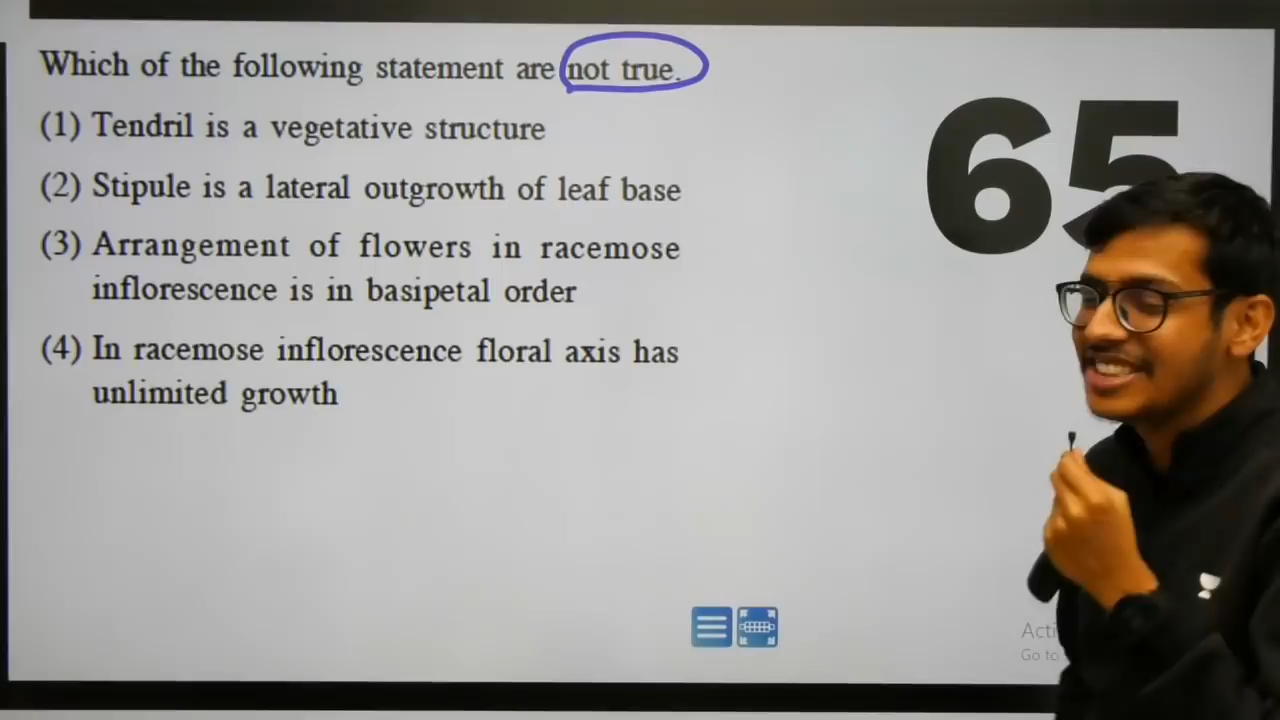 Which of the following statement are not true.
(1) Tendril is a vegetative structure
(2) Stipule is a lateral outgrowth of leaf base
(3) Arrangement of flowers in racemose
inflorescence is in basipetal order
(4) In racemose inflorescence floral axis has
unlimited growth
65
Go to